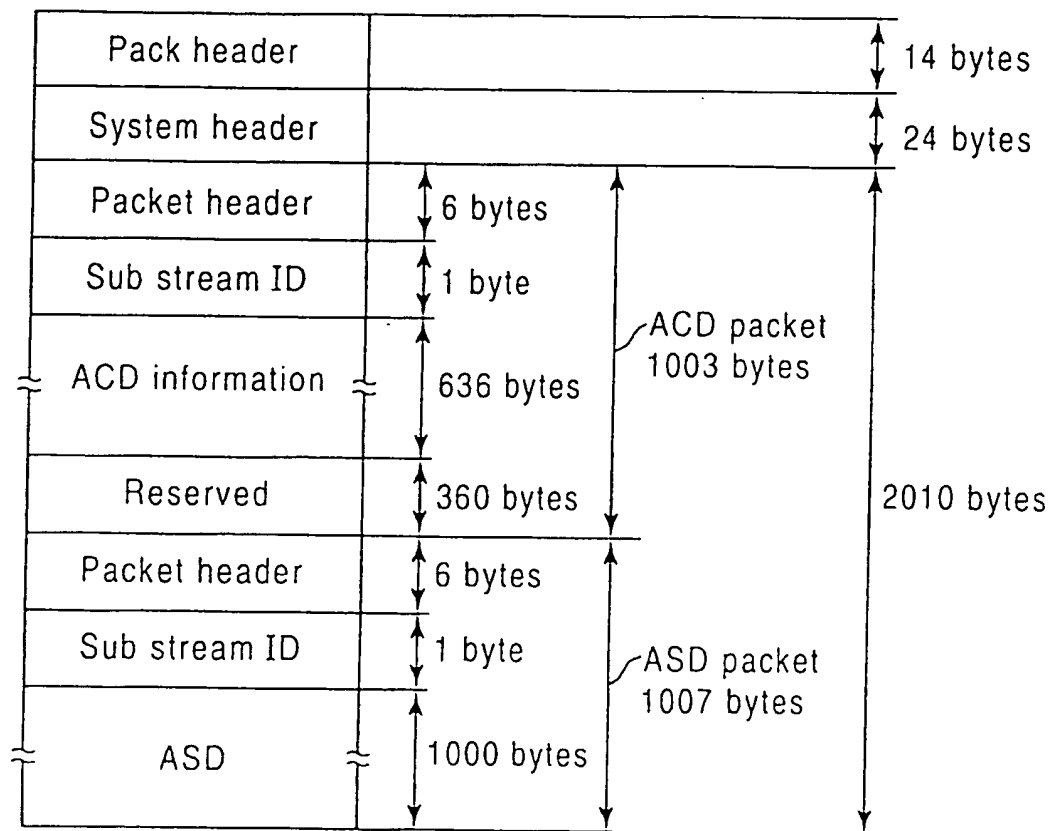 Pack header
14 bytes
System header
24 bytes
Packet header
6 bytes
Sub stream ID
1 byte
ACD packet
1003 bytes
ACD information
636 bytes
Reserved
360 bytes
2010 bytes
Packet header
6 bytes
Sub stream ID
1 byte
ASD packet
1007 bytes
ASD
1000 bytes